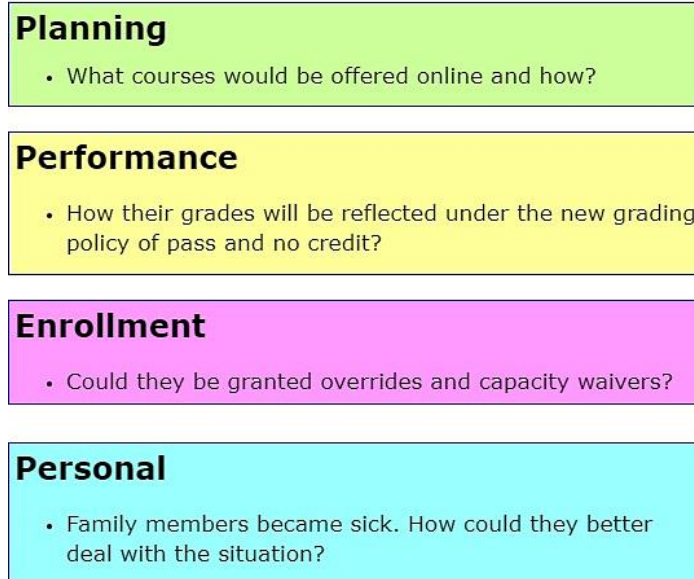 Planning
• What courses would be offered online and how?
Performance
• How their grades will be reflected under the new grading
policy of pass and no credit?
Enrollment
• Could they be granted overrides and capacity waivers?
Personal
• Family members became sick. How could they better
deal with the situation?